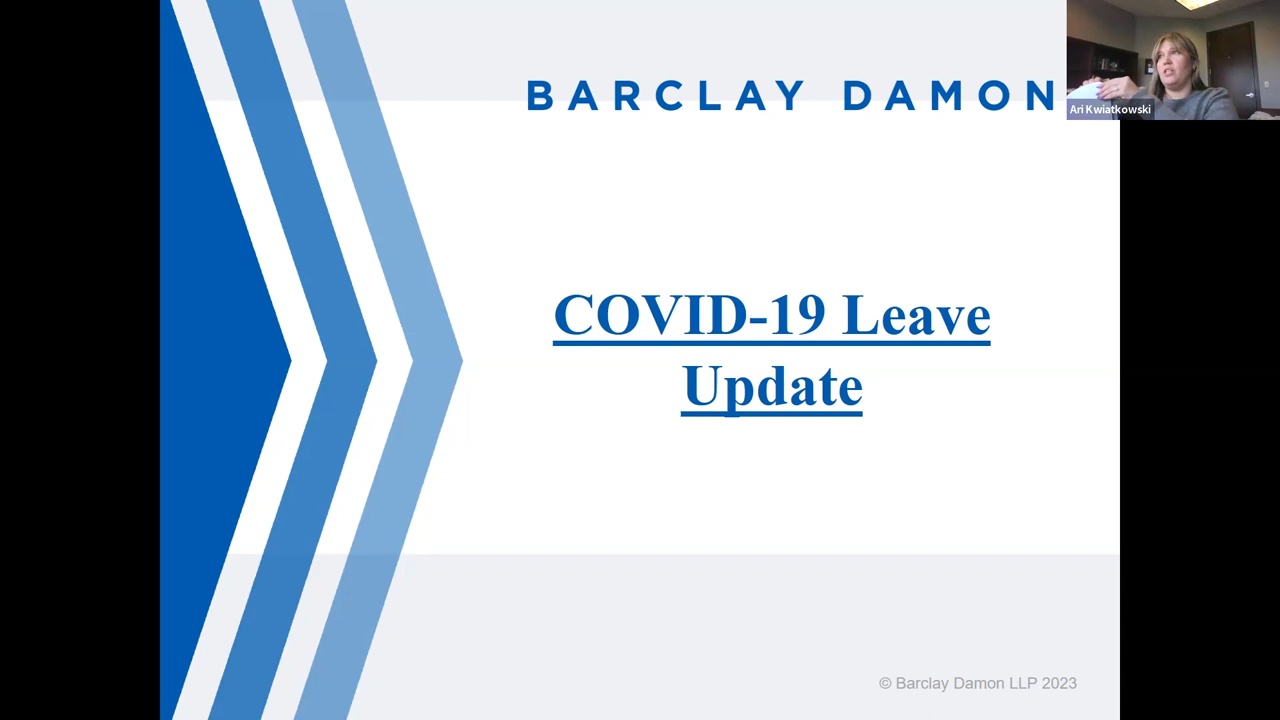 BARCLAY DAMON
Ari Kwiatkowski
COVID-19 Leave
Update
© Barclay Damon LLP 2023